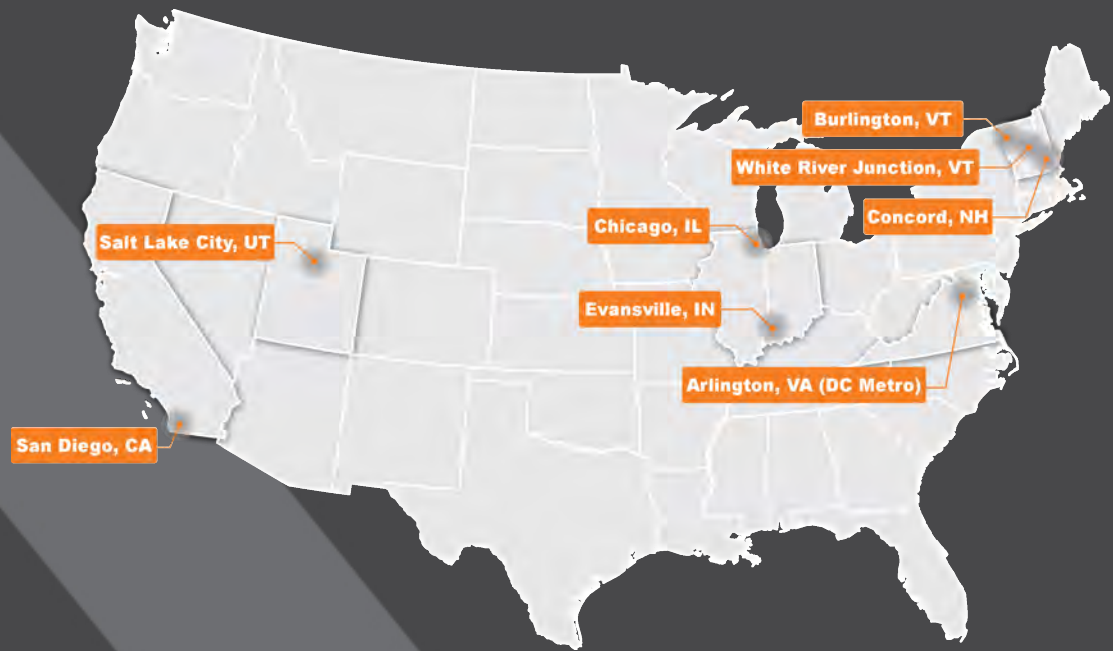 Burlington, VT
White River Junction, VT
Concord, NH
Chicago, IL
Salt Lake City, UT
Evansville, IN
Arlington, VA (DC Metro)
San Diego, CA